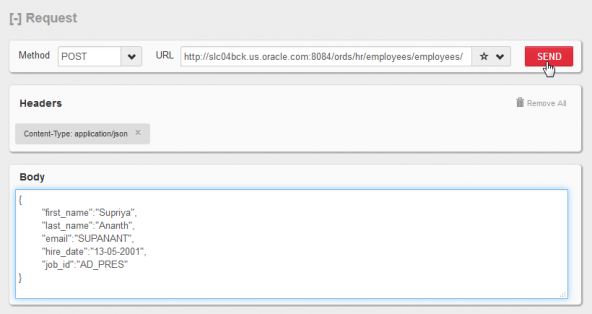 [-] Request
Method POST URL http://slc04bck.us.oracle.com:8084/ords/hr/employees/employees/ SEND
Headers Remove All
Content-Type: application/json ×
Body
{
"first_name":"Supriya",
"last_name":"Ananth",
"email":"SUPANANT",
"hire_date":"13-05-2001",
"job_id":"AD_PRES"
}